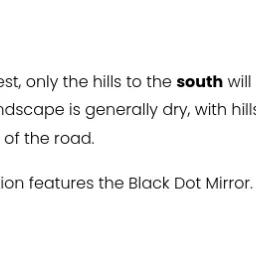 est, only the hills to the south will
ndscape is generally dry, with hills
of the road.
ion features the Black Dot Mirror.